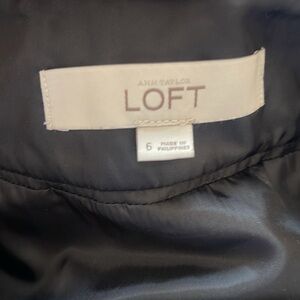 ANN TAYLOR
LOFT
6 MADE IN
PHILIPPINES